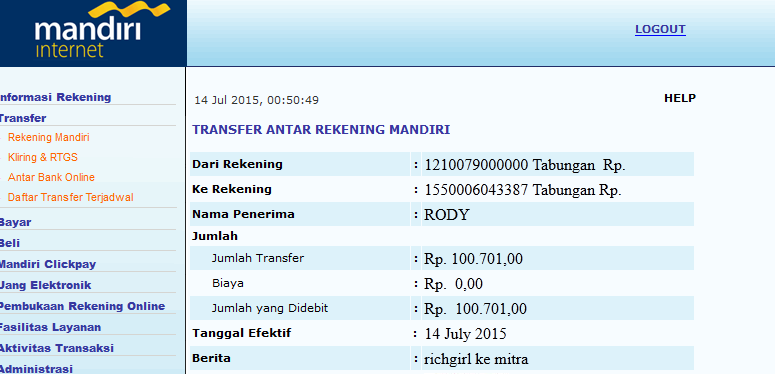 mandiri
internet
LOGOUT
14 Jul 2015, 00:50:49
HELP
nformasi Rekening
Transfer
Rekening Mandiri
Kliring & RTGS
Antar Bank Online
Daftar Transfer Terjadwal
Bayar
Beli
Mandiri Clickpay
Uang Elektronik
Pembukaan Rekening Online
Fasilitas Layanan
Aktivitas Transaksi
Administrasi
TRANSFER ANTAR REKENING MANDIRI
Dari Rekening : 1210079000000 Tabungan Rp.
Ke Rekening : 1550006043387 Tabungan Rp.
Nama Penerima : RODY
Jumlah
Jumlah Transfer : Rp. 100.701,00
Biaya : Rp. 0,00
Jumlah yang Didebit : Rp. 100.701,00
Tanggal Efektif : 14 July 2015
Berita : richgirl ke mitra